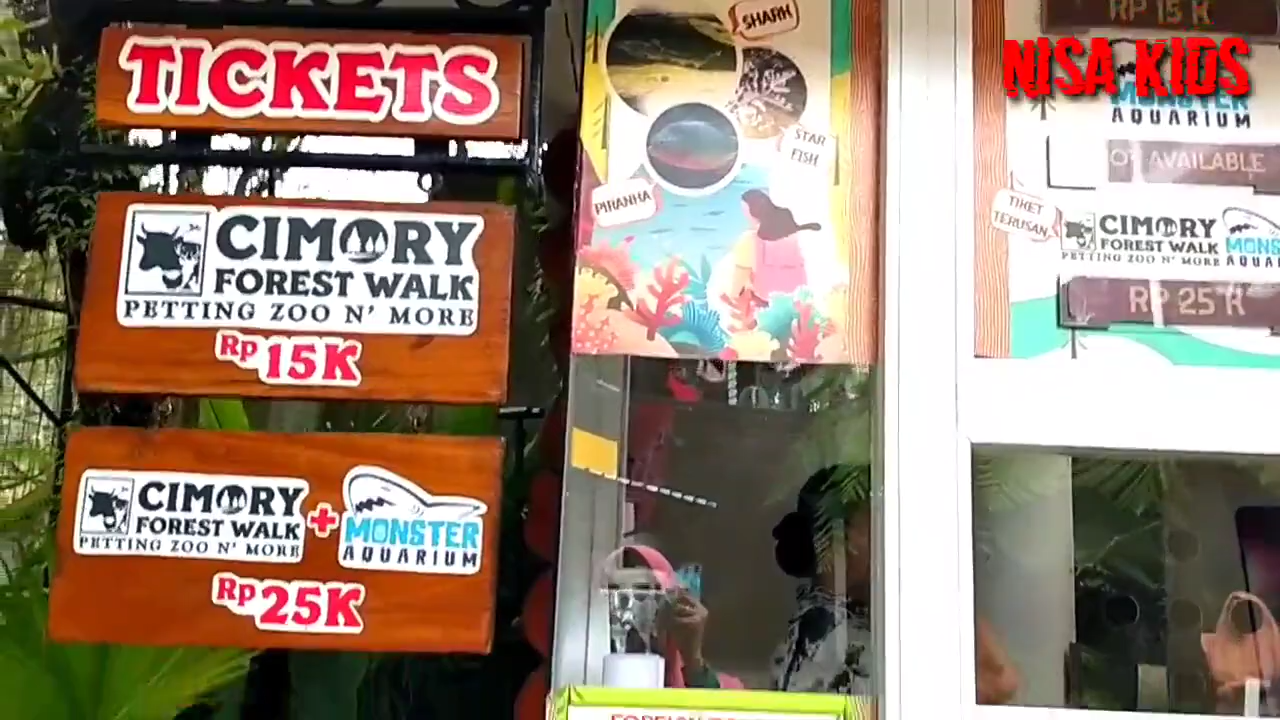 TICKETS
CIMORY
FOREST WALK
PETTING ZOO N' MORE
Rp 15K
CIMORY
FOREST WALK
PETTING ZOO N' MORE
+
MONSTER
AQUARIUM
Rp 25K
SHARK
STAR
FISH
PIRANHA
RP 15 K
NISA KIDS
MONSTER
AQUARIUM
AVAILABLE
TIKET
TERUSAN
CIMORY
FOREST WALK
PETTING ZOO N' MORE
RP 25 K